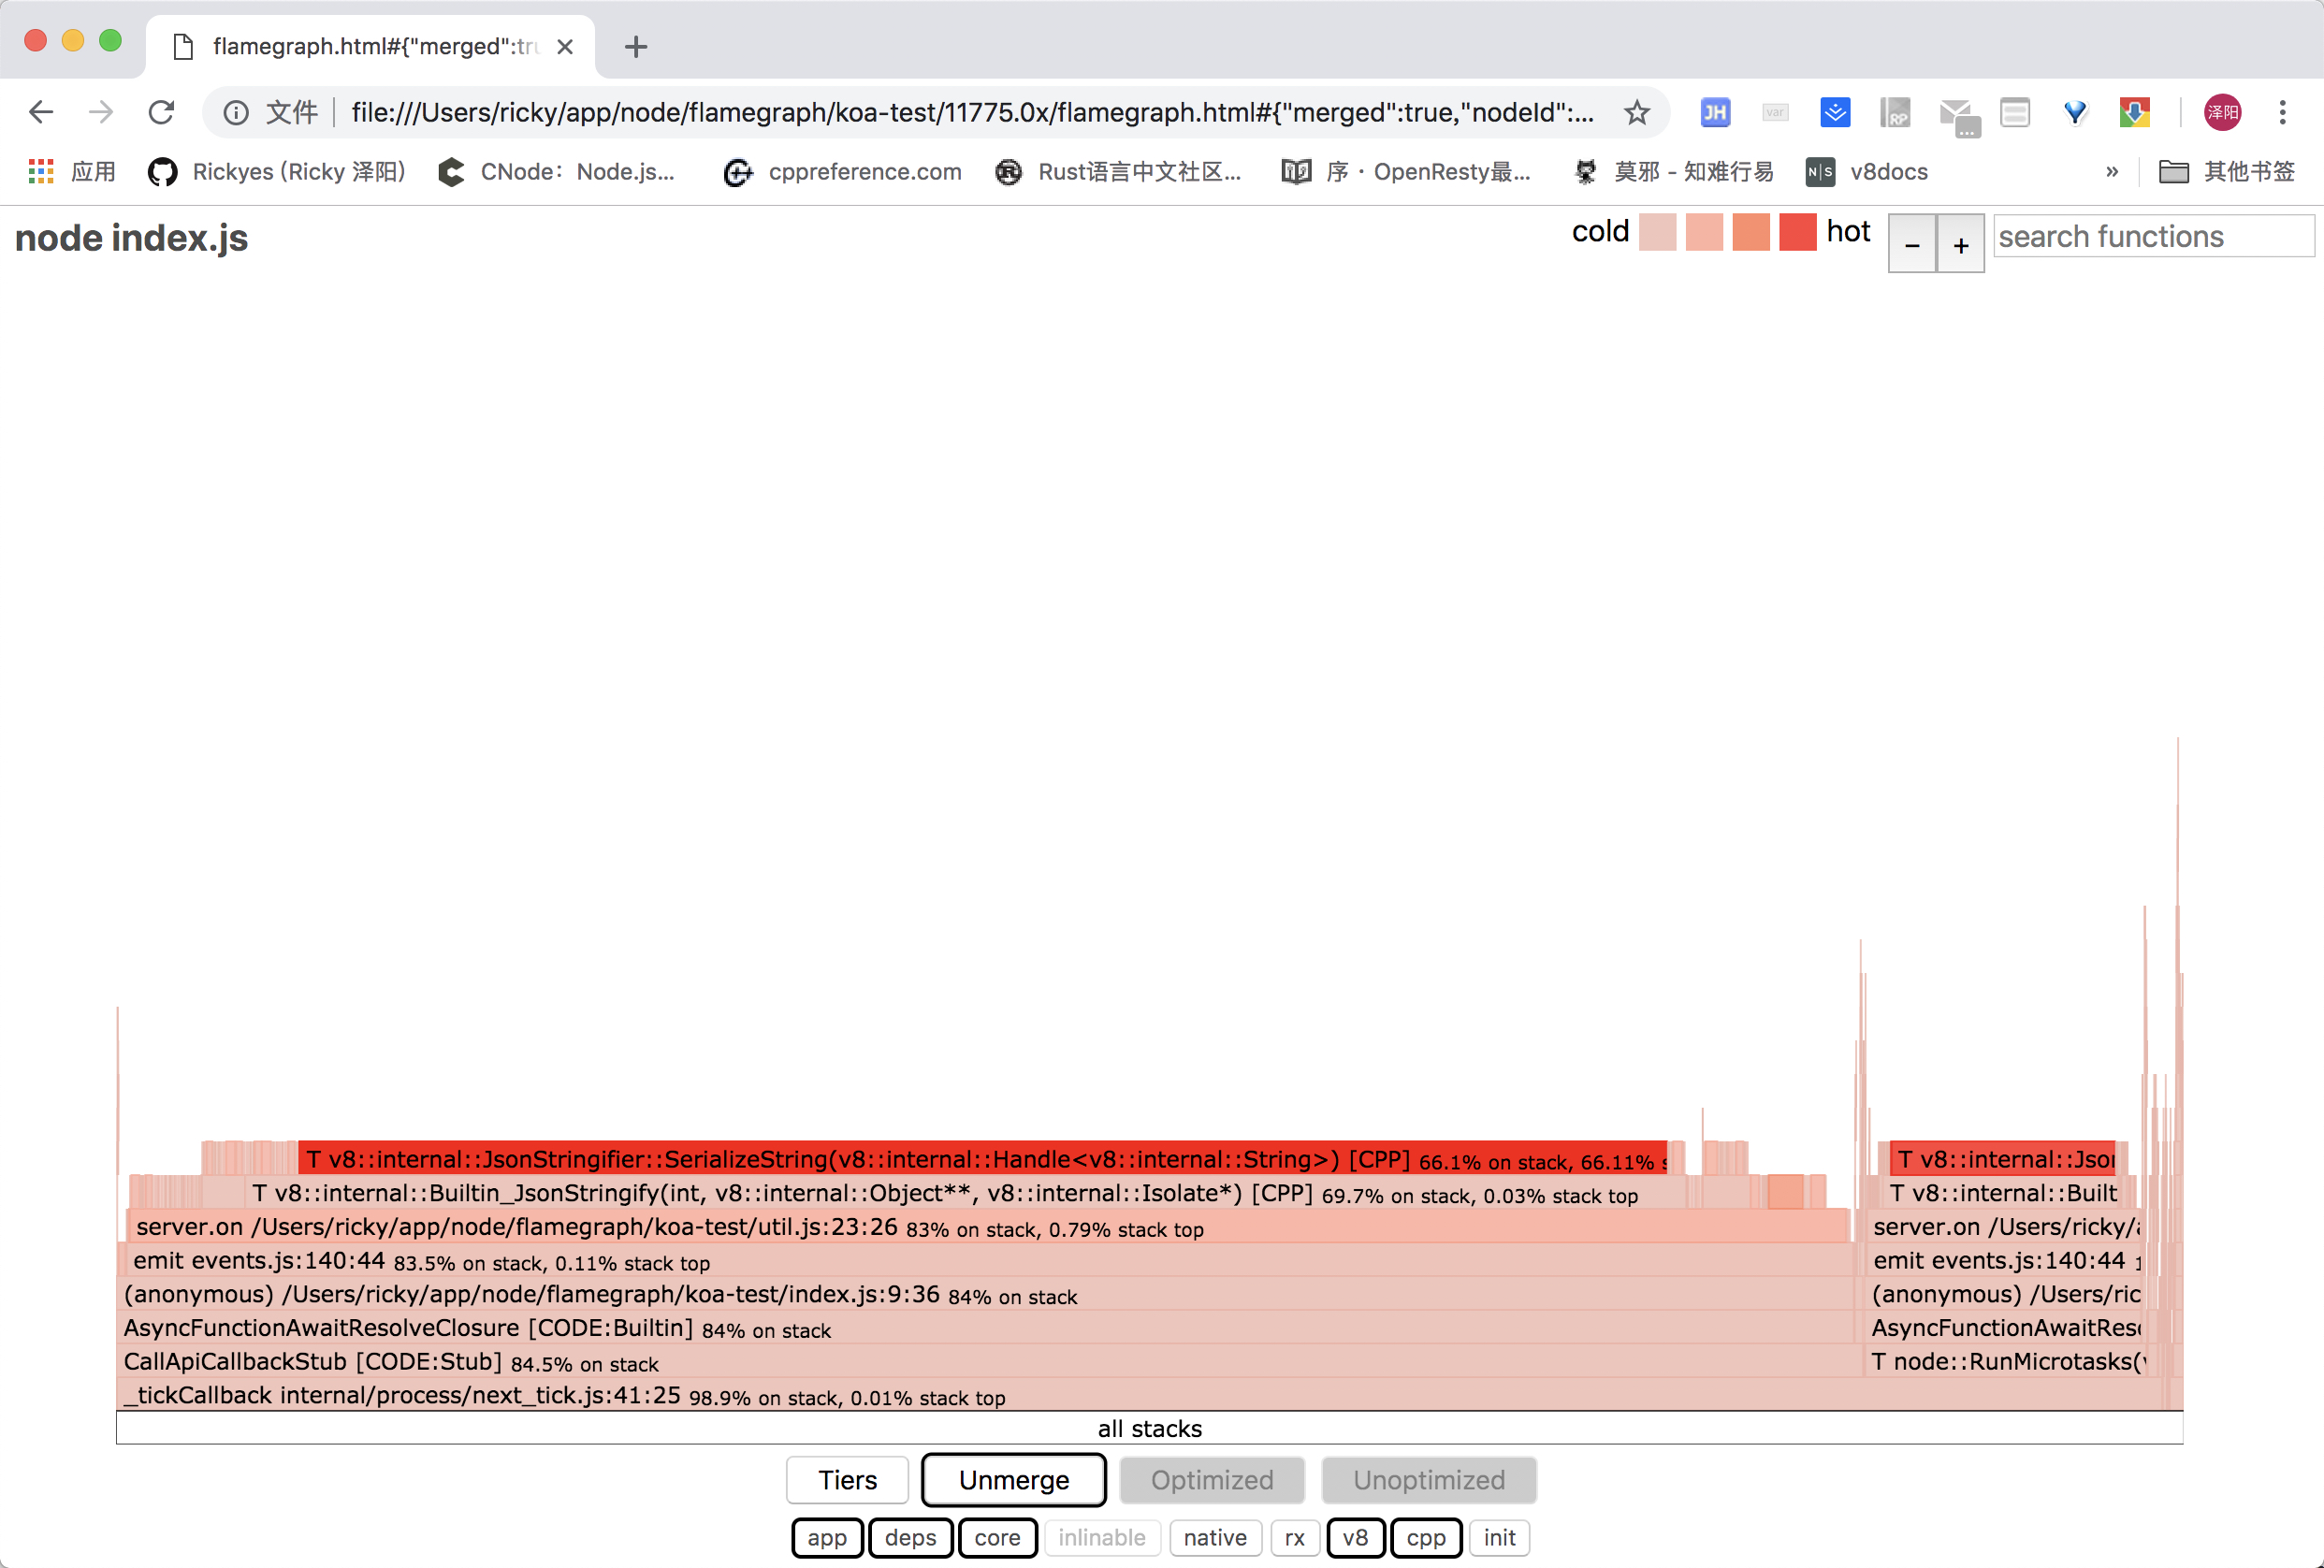 flamegraph.html#{"merged":tru
文件 file:///Users/ricky/app/node/flamegraph/koa-test/11775.0x/flamegraph.html#{"merged":true,"nodeId":... JH var RP ... 泽阳
应用 Rickyes (Ricky 泽阳) CNode：Node.js... cppreference.com Rust语言中文社区... 序 · OpenResty最... 莫邪 - 知难行易 N|S v8docs » 其他书签
node index.js cold hot - + search functions
T v8::internal::JsonStringifier::SerializeString(v8::internal::Handle<v8::internal::String>) [CPP] 66.1% on stack, 66.11% s T v8::internal::Json
T v8::internal::Builtin_JsonStringify(int, v8::internal::Object**, v8::internal::Isolate*) [CPP] 69.7% on stack, 0.03% stack top T v8::internal::Built
server.on /Users/ricky/app/node/flamegraph/koa-test/util.js:23:26 83% on stack, 0.79% stack top server.on /Users/ricky/a
emit events.js:140:44 83.5% on stack, 0.11% stack top emit events.js:140:44 1
(anonymous) /Users/ricky/app/node/flamegraph/koa-test/index.js:9:36 84% on stack (anonymous) /Users/ric
AsyncFunctionAwaitResolveClosure [CODE:Builtin] 84% on stack AsyncFunctionAwaitReso
CallApiCallbackStub [CODE:Stub] 84.5% on stack T node::RunMicrotasks(v
_tickCallback internal/process/next_tick.js:41:25 98.9% on stack, 0.01% stack top
all stacks
Tiers Unmerge Optimized Unoptimized
app deps core inlinable native rx v8 cpp init